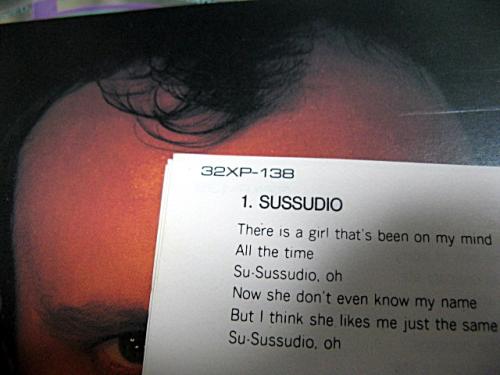 32XP-138
1. SUSSUDIO
There is a girl that's been on my mind
All the time
Su-Sussudio, oh
Now she don't even know my name
But I think she likes me just the same
Su-Sussudio, oh